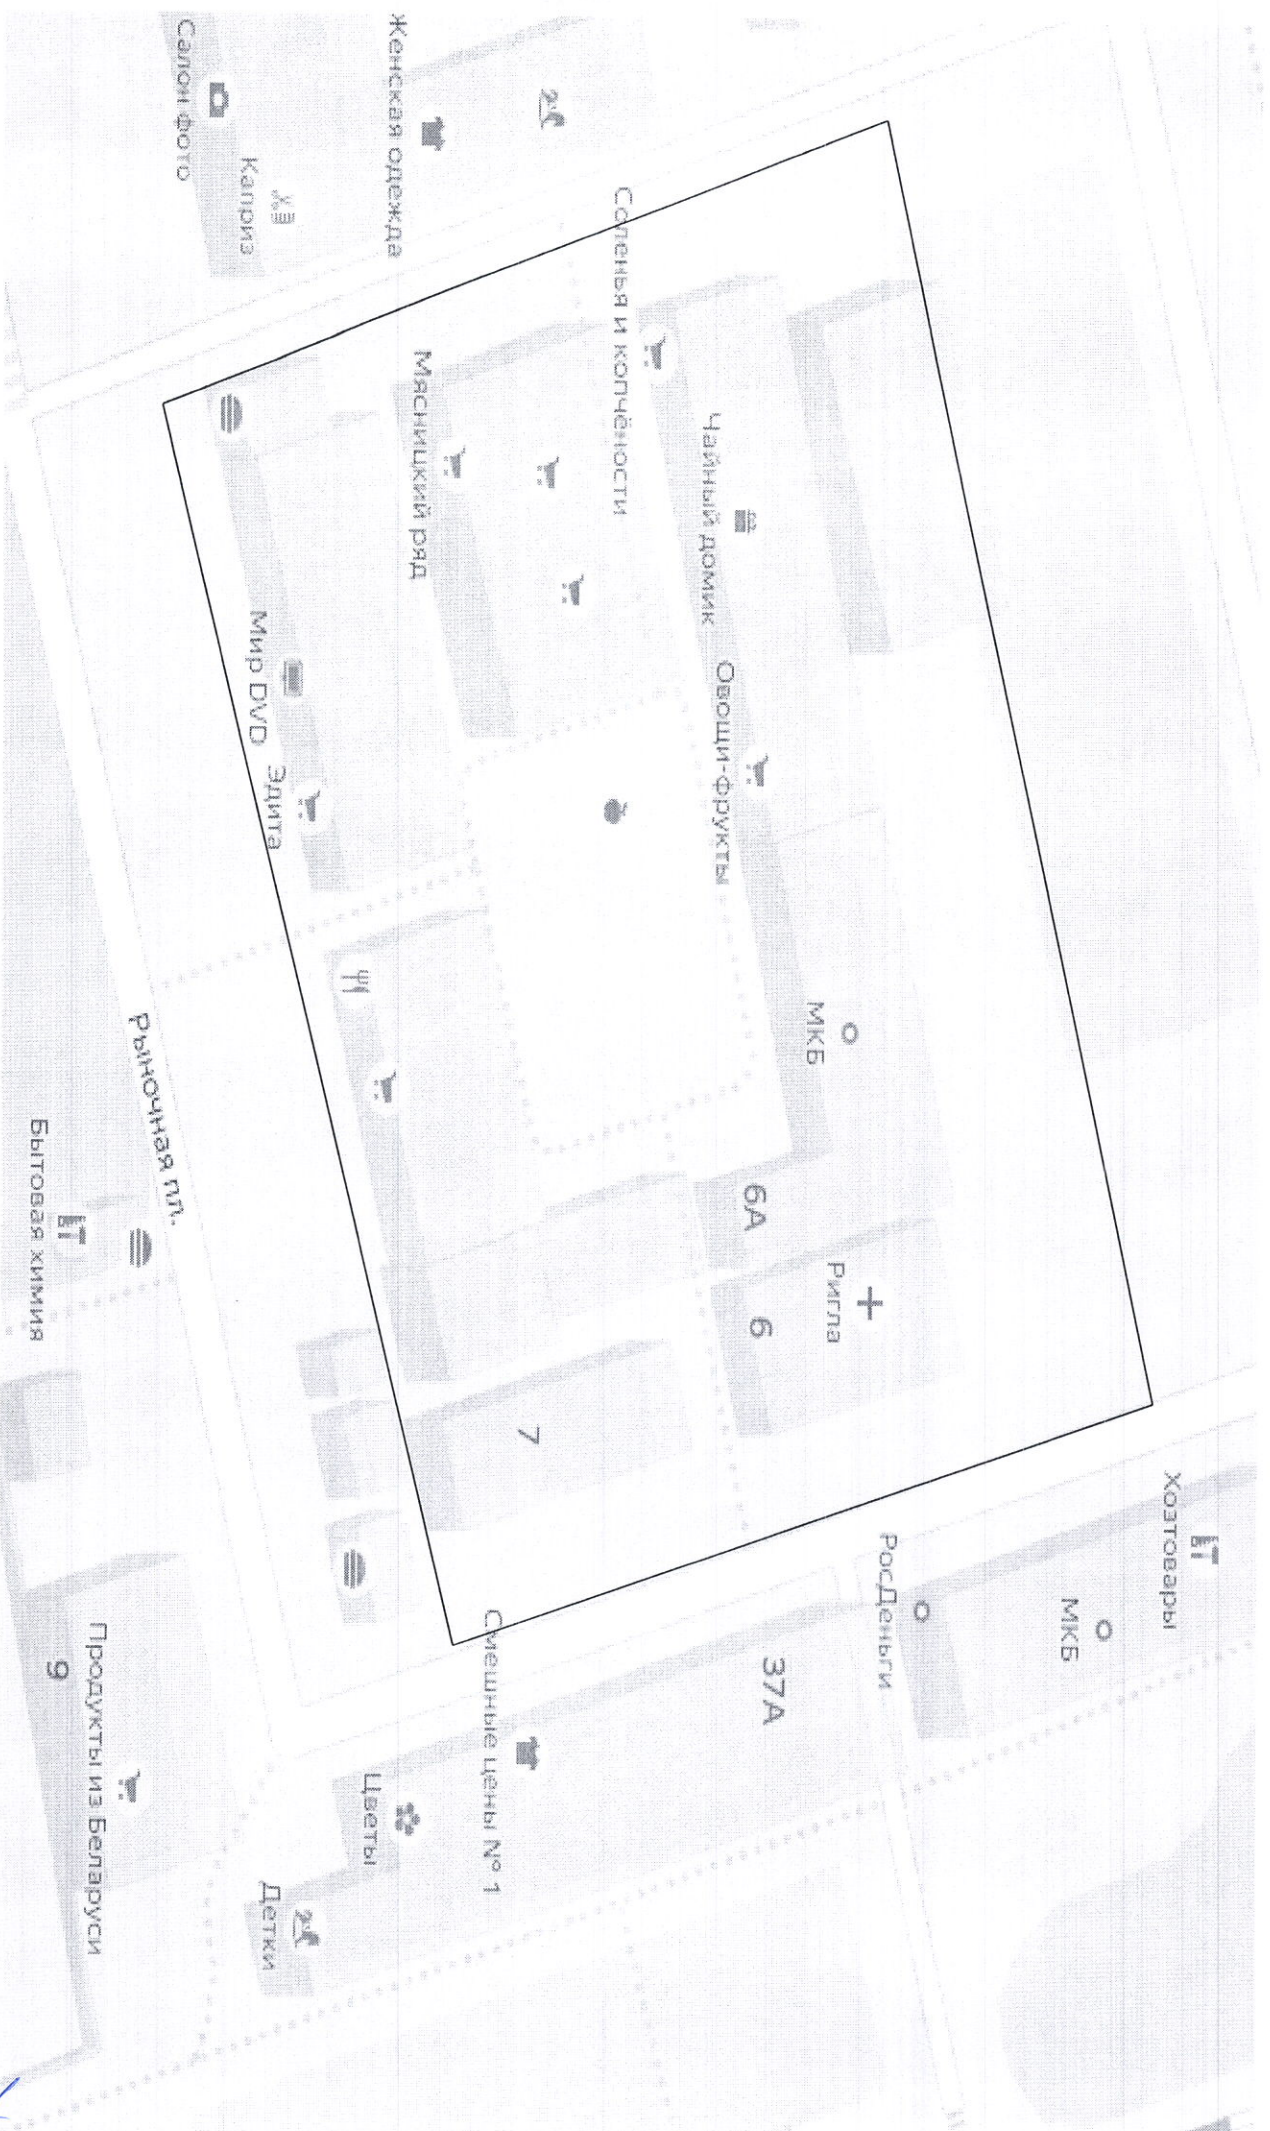 Хозтовары
МКБ
РосДеньги
37А
Ригла
МКБ
6А
6
Овощи-фрукты
Чайный домик
Соленья и копчёности
Смешные цены № 1
7
Мясницкий ряд
Женская одежда
Цветы
Эдита
Мир DVD
Детки
Каприз
Салон фото
Рыночная пл.
Продукты из Беларуси
9
Бытовая химия